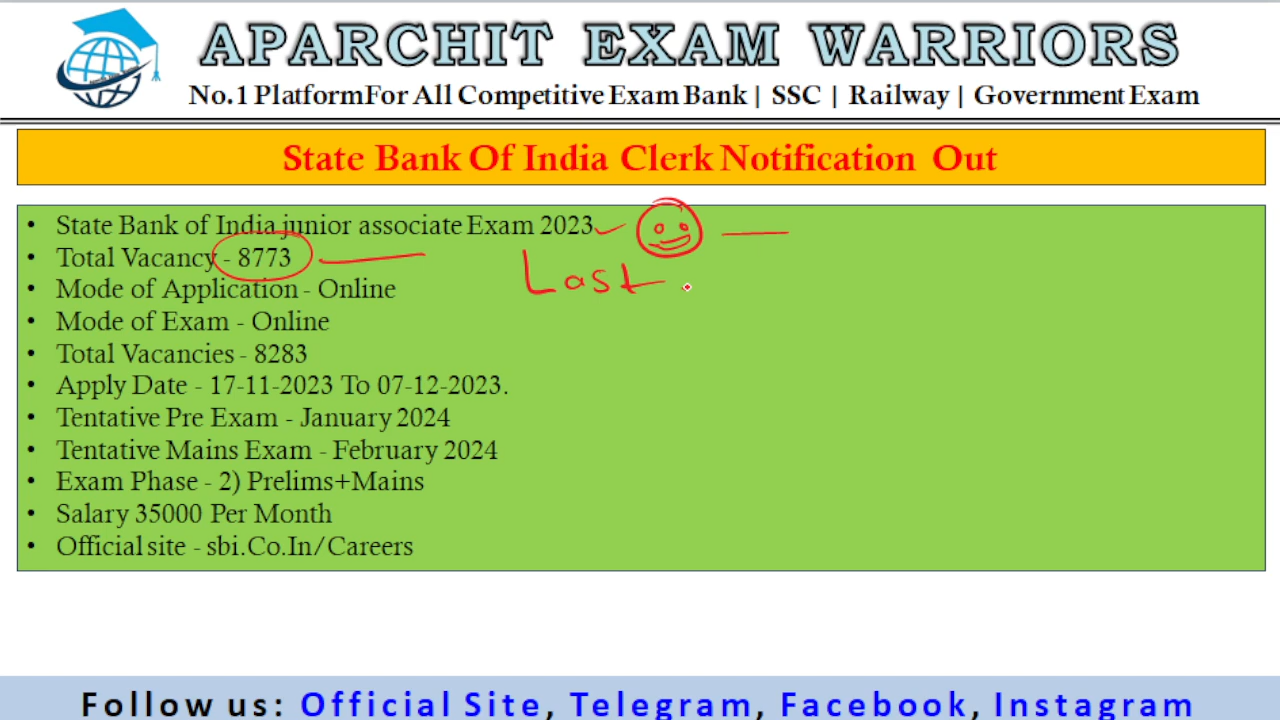 APARCHIT EXAM WARRIORS
No.1 PlatformFor All Competitive Exam Bank | SSC | Railway | Government Exam
State Bank Of India Clerk Notification Out
• State Bank of India junior associate Exam 2023
• Total Vacancy - 8773
Last
• Mode of Application - Online
• Mode of Exam - Online
• Total Vacancies - 8283
• Apply Date - 17-11-2023 To 07-12-2023.
• Tentative Pre Exam - January 2024
• Tentative Mains Exam - February 2024
• Exam Phase - 2) Prelims+Mains
• Salary 35000 Per Month
• Official site - sbi.Co.In/Careers
Follow us: Official Site, Telegram, Facebook, Instagram